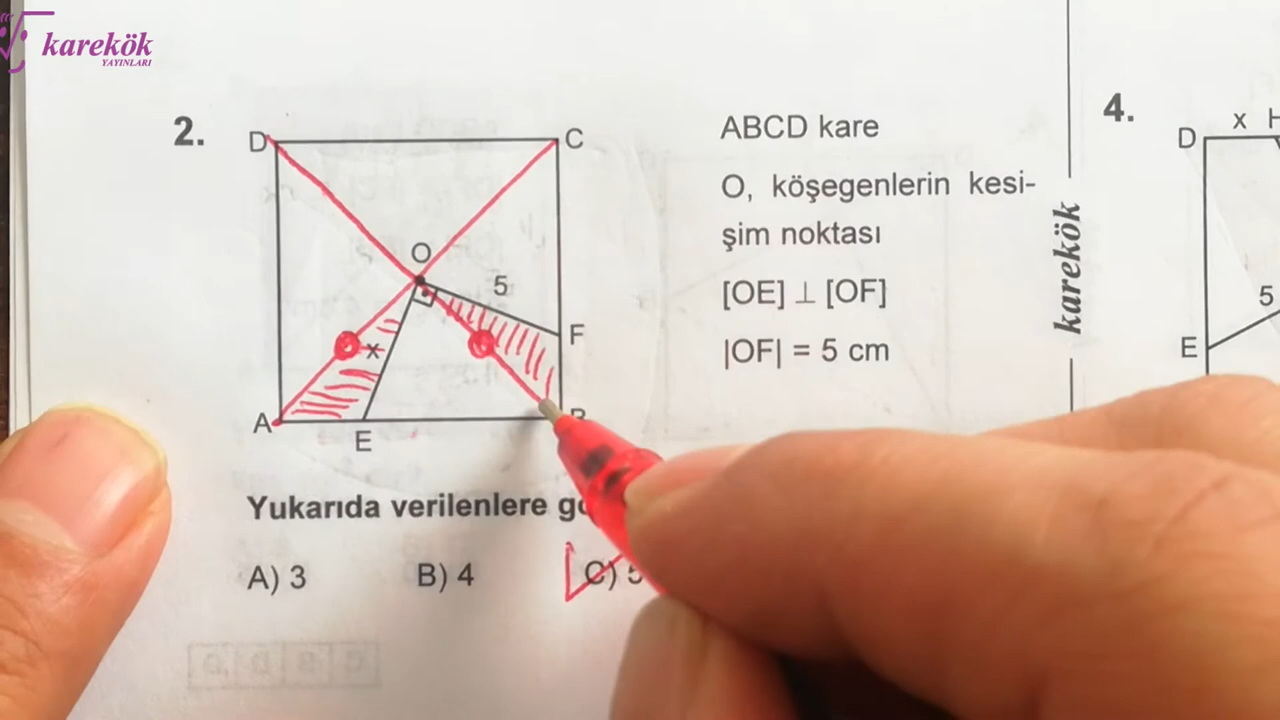 karekök
YAYINLARI
2.
D
C
O
5
F
x
A
E
ABCD kare
O, köşegenlerin kesi-
şim noktası
[OE] ⊥ [OF]
|OF| = 5 cm
Yukarıda verilenlere
A) 3 B) 4 C) 5
karekök
4.
D x H
5
E